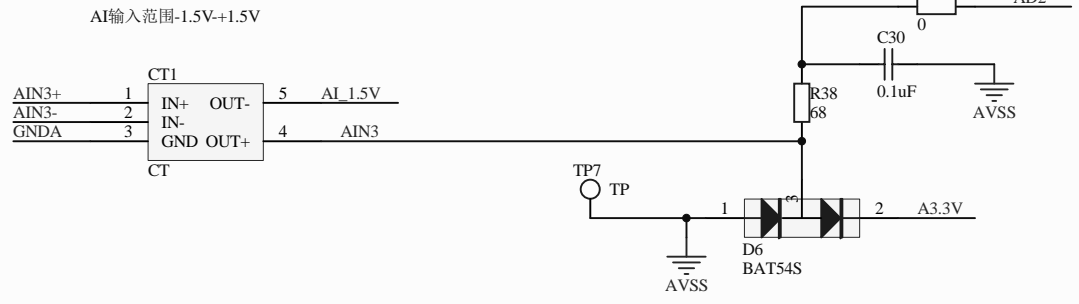 AI输入范围-1.5V-+1.5V
AD2
0
C30
0.1uF
AVSS
R38
68
CT1
AIN3+ 1 IN+ OUT- 5 AI_1.5V
AIN3- 2 IN-
GNDA 3 GND OUT+ 4 AIN3
CT
TP7
TP
1 3 2 A3.3V
D6
BAT54S
AVSS